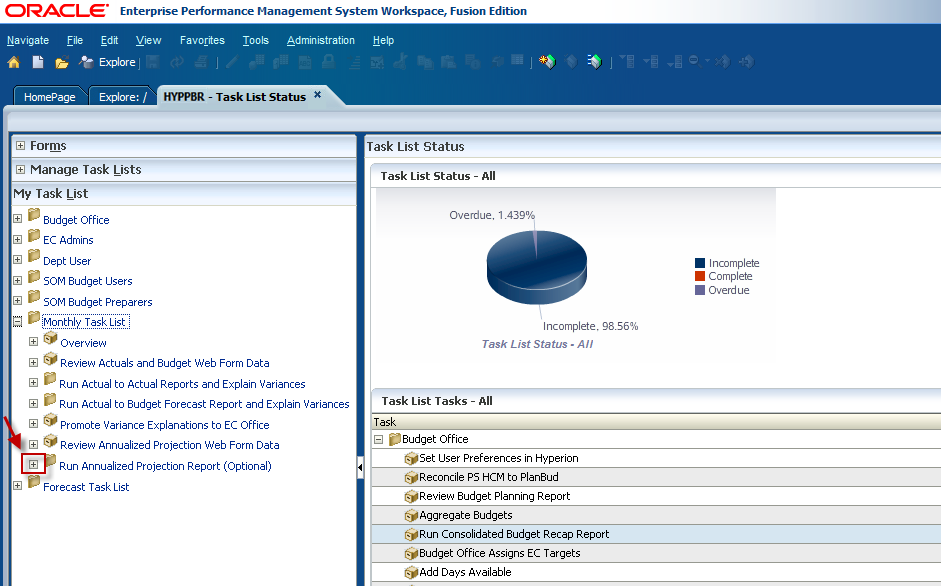 ORACLE® Enterprise Performance Management System Workspace, Fusion Edition
Navigate File Edit View Favorites Tools Administration Help
Explore
HomePage Explore: / HYPPBR - Task List Status
Forms
Manage Task Lists
My Task List
Budget Office
EC Admins
Dept User
SOM Budget Users
SOM Budget Preparers
Monthly Task List
Overview
Review Actuals and Budget Web Form Data
Run Actual to Actual Reports and Explain Variances
Run Actual to Budget Forecast Report and Explain Variances
Promote Variance Explanations to EC Office
Review Annualized Projection Web Form Data
Run Annualized Projection Report (Optional)
Forecast Task List
Task List Status
Task List Status - All
Overdue, 1.439%
Incomplete, 98.56%
Task List Status - All
Incomplete
Complete
Overdue
Task List Tasks - All
Task
Budget Office
Set User Preferences in Hyperion
Reconcile PS HCM to PlanBud
Review Budget Planning Report
Aggregate Budgets
Run Consolidated Budget Recap Report
Budget Office Assigns EC Targets
Add Days Available